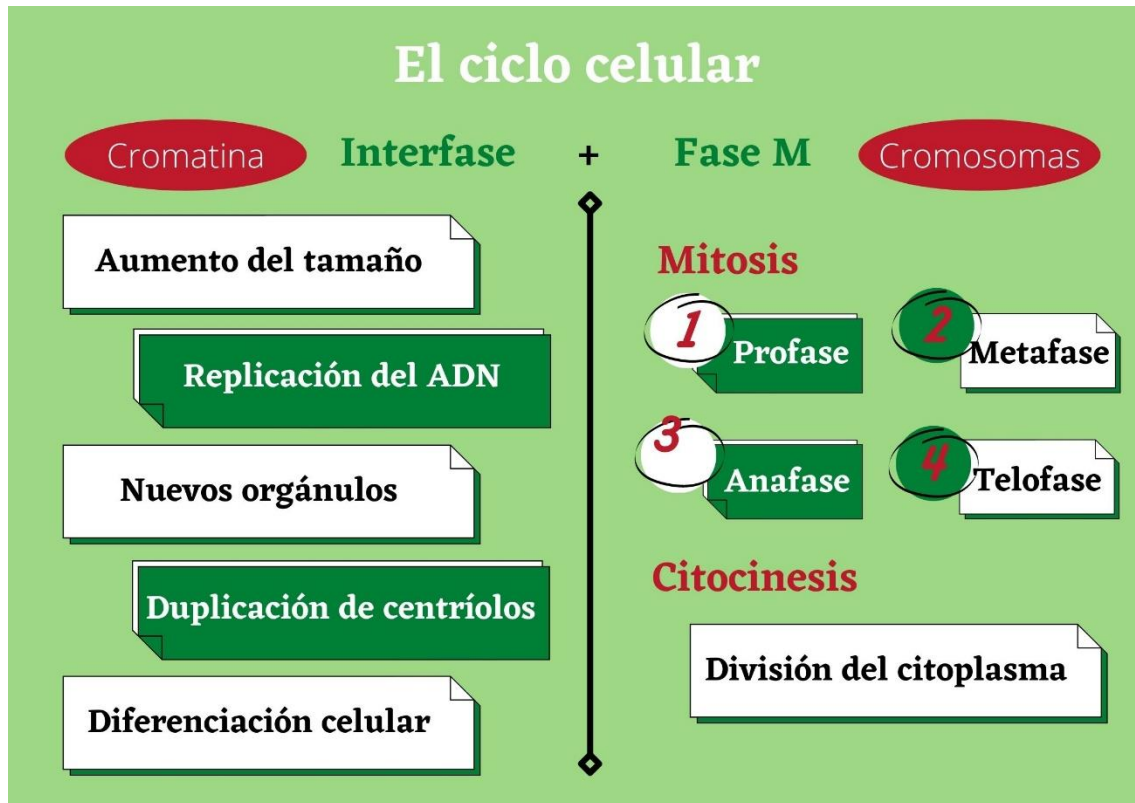 El ciclo celular
Cromatina Interfase + Fase M Cromosomas
Aumento del tamaño
Replicación del ADN
Nuevos orgánulos
Duplicación de centríolos
Diferenciación celular
Mitosis
1 Profase
2 Metafase
3 Anafase
4 Telofase
Citocinesis
División del citoplasma